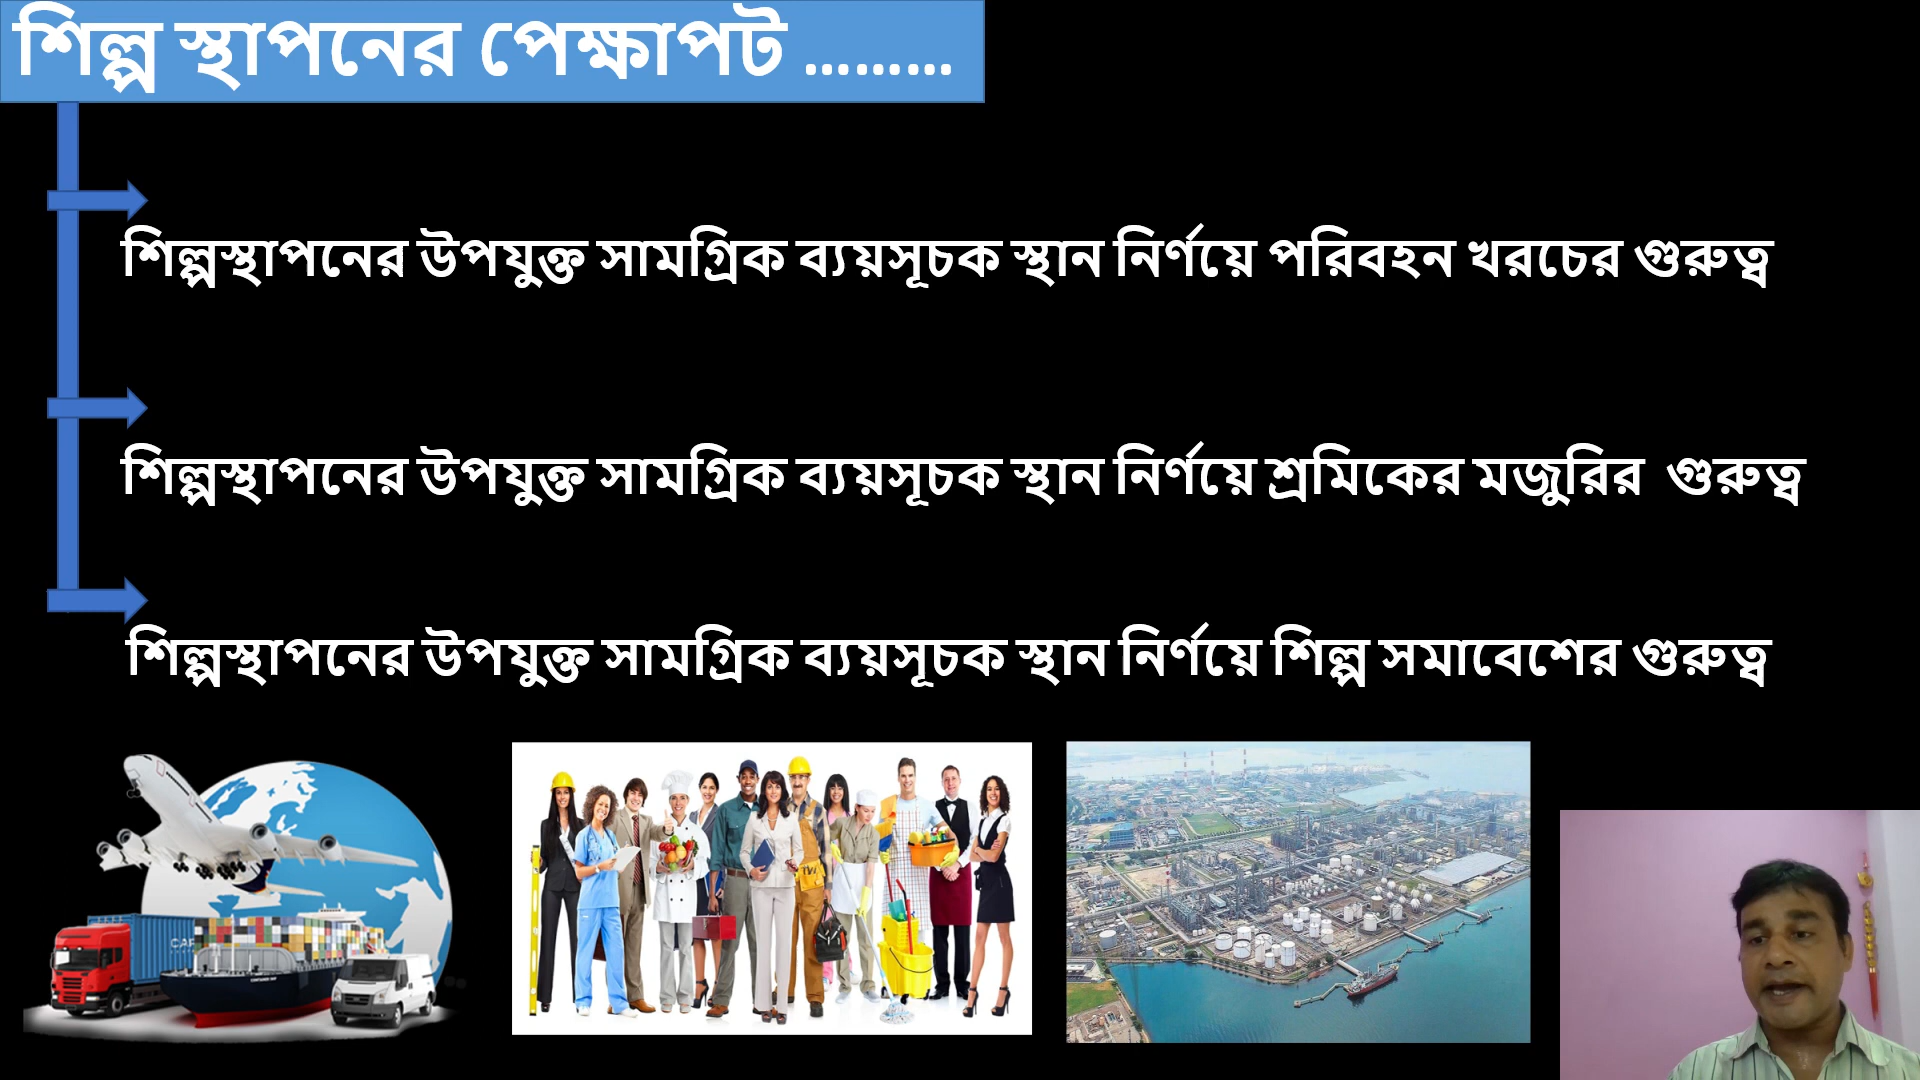 শিল্প স্থাপনের পেক্ষাপট ………
শিল্পস্থাপনের উপযুক্ত সামগ্রিক ব্যয়সূচক স্থান নির্ণয়ে পরিবহন খরচের গুরুত্ব
শিল্পস্থাপনের উপযুক্ত সামগ্রিক ব্যয়সূচক স্থান নির্ণয়ে শ্রমিকের মজুরির গুরুত্ব
শিল্পস্থাপনের উপযুক্ত সামগ্রিক ব্যয়সূচক স্থান নির্ণয়ে শিল্প সমাবেশের গুরুত্ব